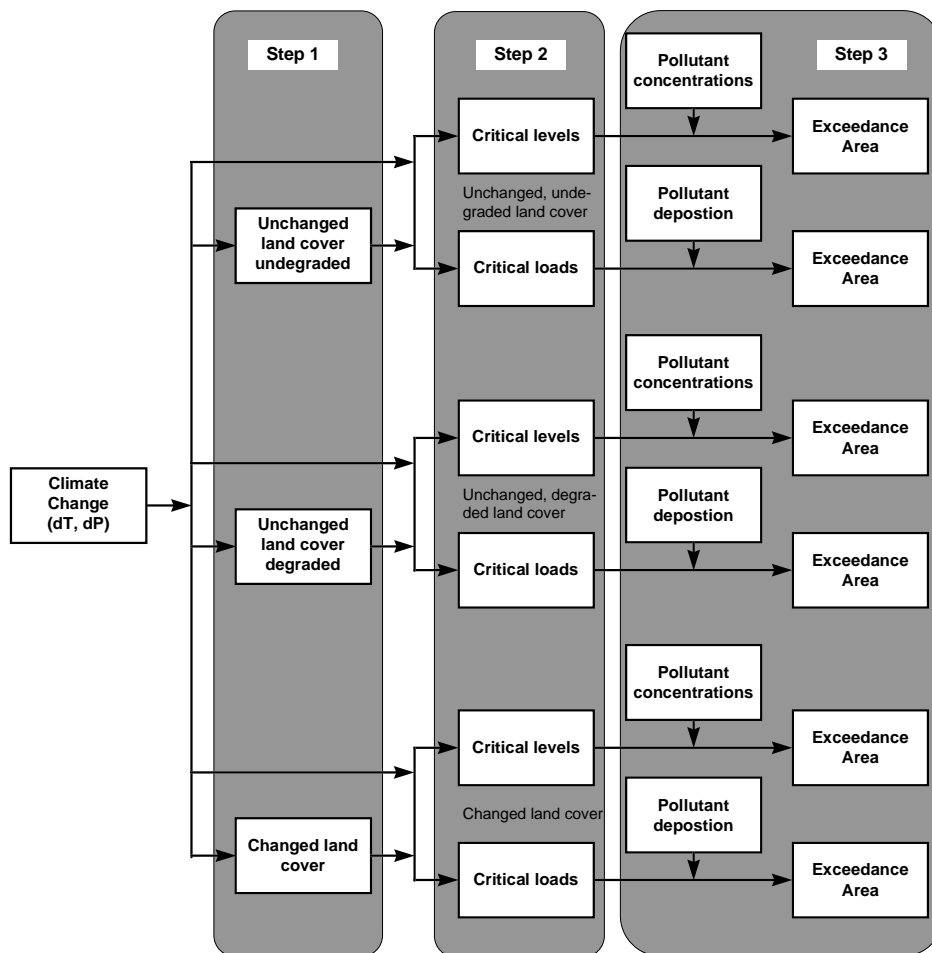 Step 1
Step 2
Step 3
Pollutant
concentrations
Critical levels
Exceedance
Area
Unchanged, unde-
graded land cover
Pollutant
depostion
Unchanged
land cover
undegraded
Critical loads
Exceedance
Area
Pollutant
concentrations
Critical levels
Exceedance
Area
Climate
Change
(dT, dP)
Unchanged, degra-
ded land cover
Pollutant
depostion
Unchanged
land cover
degraded
Critical loads
Exceedance
Area
Pollutant
concentrations
Critical levels
Exceedance
Area
Changed land cover
Pollutant
depostion
Changed land
cover
Critical loads
Exceedance
Area